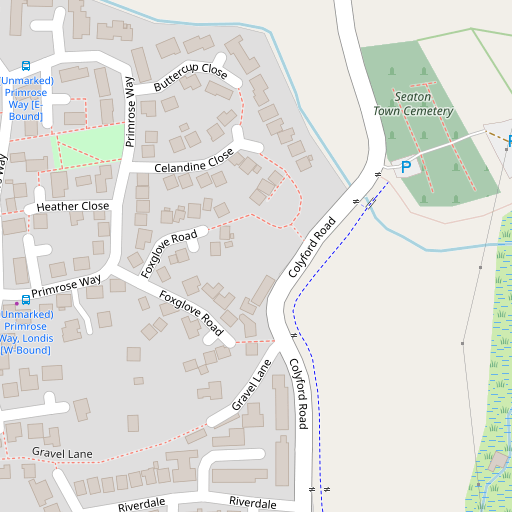 Buttercup Close
(Unmarked)
Primrose
Way [E-
Bound]
Primrose Way
Seaton
Town Cemetery
P
Celandine Close
Heather Close
Foxglove Road
Colyford Road
Primrose Way
Foxglove Road
(Unmarked)
Primrose
Way, Londis
[W-Bound]
Gravel Lane
Colyford Road
Gravel Lane
Riverdale
Riverdale